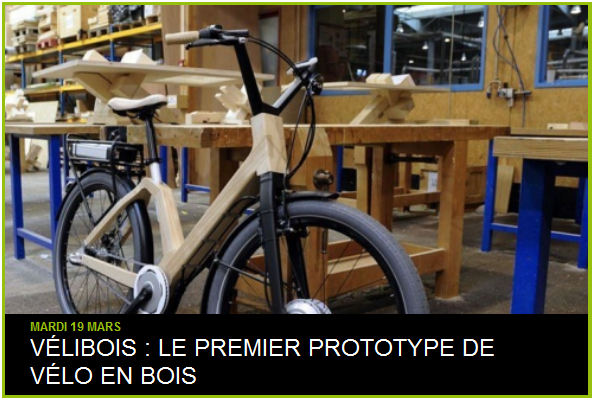 MARDI 19 MARS
VÉLIBOIS : LE PREMIER PROTOTYPE DE
VÉLO EN BOIS